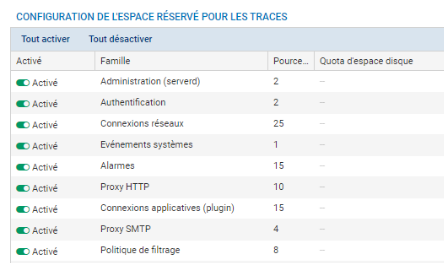 CONFIGURATION DE L'ESPACE RÉSERVÉ POUR LES TRACES
Tout activer Tout désactiver
Activé Famille Pource... Quota d'espace disque
Activé Administration (serverd) 2 --
Activé Authentification 2 --
Activé Connexions réseaux 25 --
Activé Evénements systèmes 1 --
Activé Alarmes 15 --
Activé Proxy HTTP 10 --
Activé Connexions applicatives (plugin) 15 --
Activé Proxy SMTP 4 --
Activé Politique de filtrage 8 --